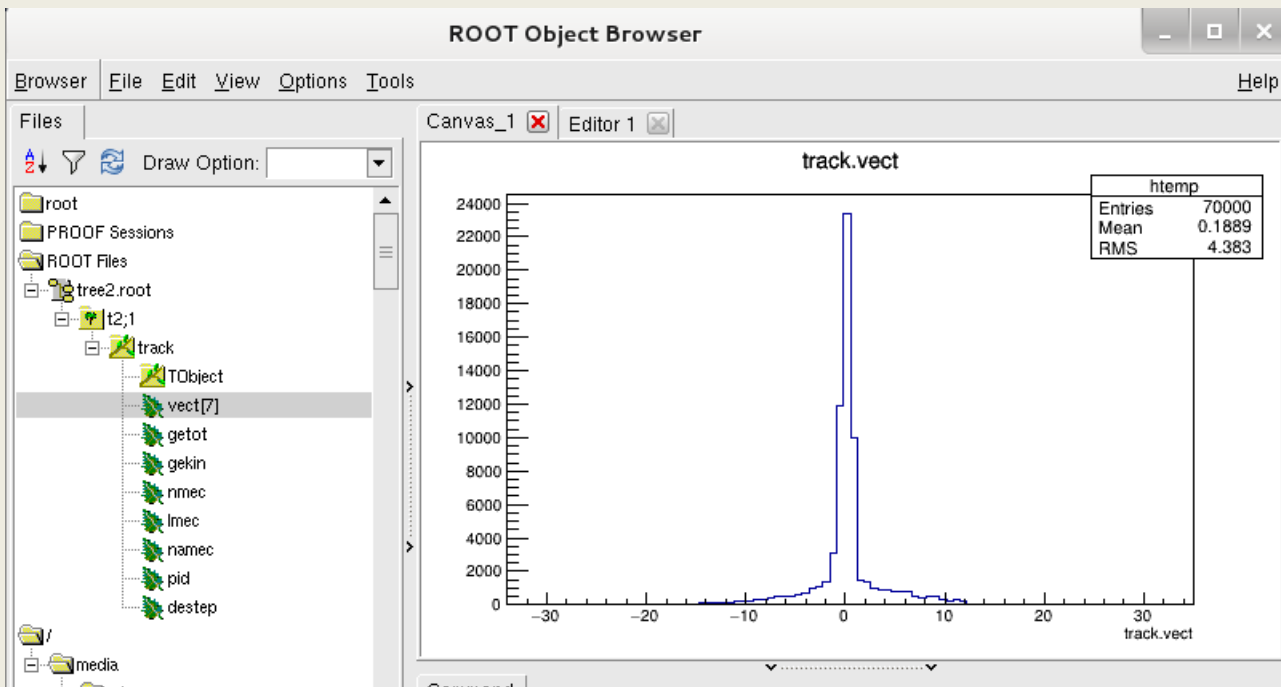 ROOT Object Browser
Browser File Edit View Options Tools Help
Files
Draw Option:
root
PROOF Sessions
ROOT Files
tree2.root
t2;1
track
TObject
vect[7]
getot
gekin
nmec
lmec
namec
pid
destep
/
media
Canvas_1 Editor 1
track.vect
htemp
Entries 70000
Mean 0.1889
RMS 4.383
24000
22000
20000
18000
16000
14000
12000
10000
8000
6000
4000
2000
0
−30 −20 −10 0 10 20 30
track.vect